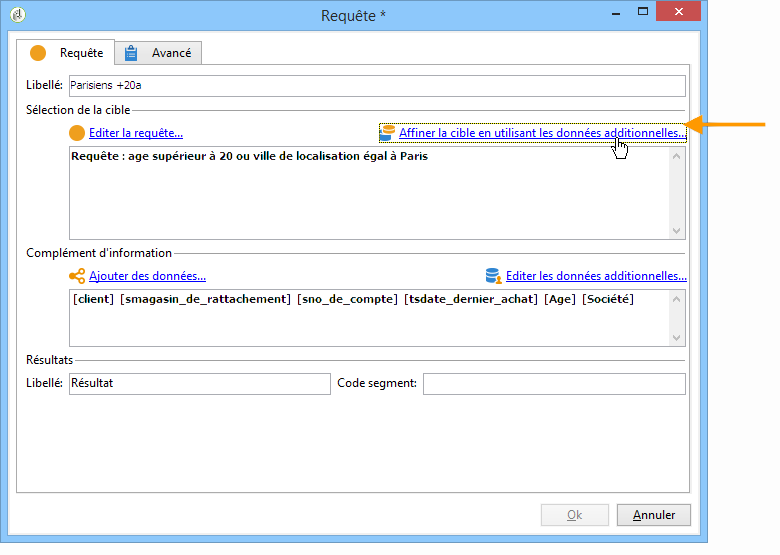 Requête *
Requête Avancé
Libellé: Parisiens +20a
Sélection de la cible
Editer la requête... Affiner la cible en utilisant les données additionnelles...
Requête : age supérieur à 20 ou ville de localisation égal à Paris
Complément d'information
Ajouter des données... Editer les données additionnelles...
[client] [smagasin_de_rattachement] [sno_de_compte] [tsdate_dernier_achat] [Age] [Société]
Résultats
Libellé: Résultat Code segment:
Ok Annuler